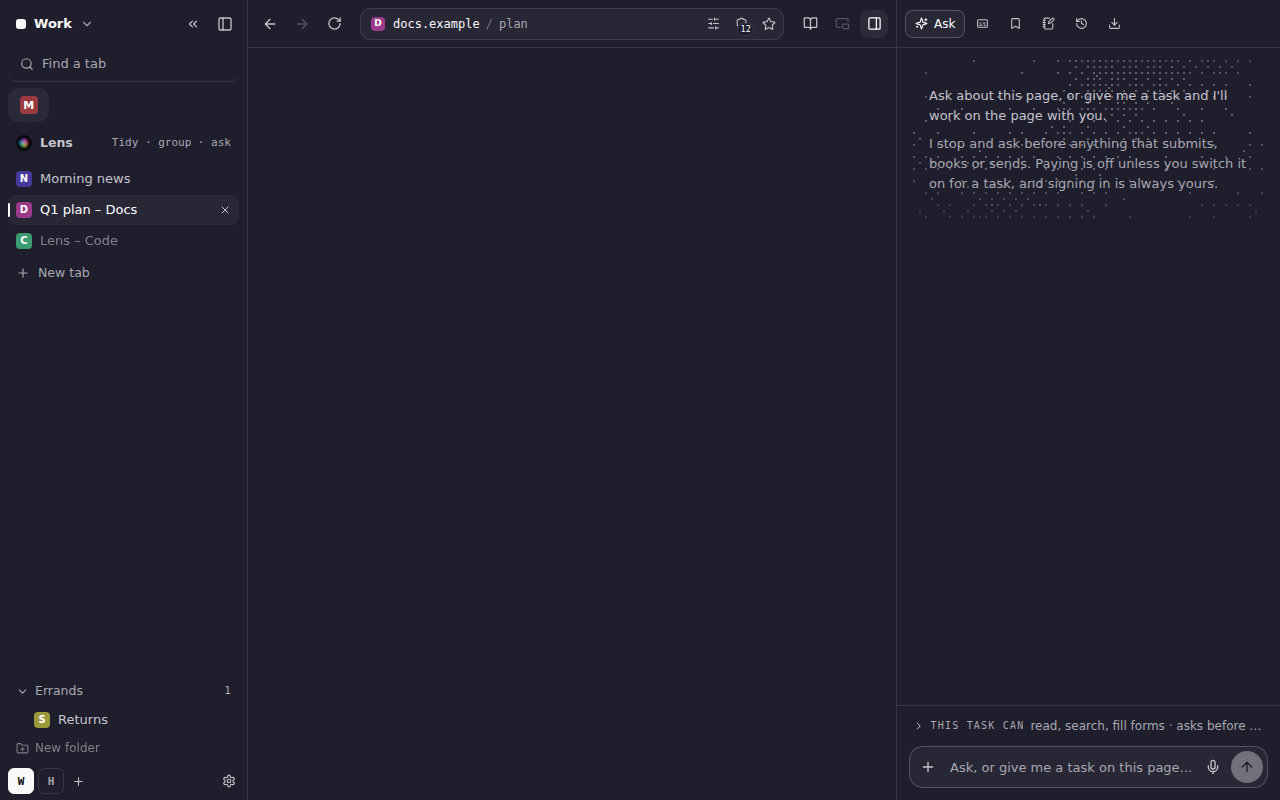 Work
D docs.example / plan
12
Ask
Find a tab
M
Lens Tidy · group · ask
N Morning news
D Q1 plan – Docs
C Lens – Code
New tab
Errands 1
S Returns
New folder
W H
Ask about this page, or give me a task and I'll
work on the page with you.
I stop and ask before anything that submits,
books or sends. Paying is off unless you switch it
on for a task, and signing in is always yours.
THIS TASK CAN read, search, fill forms · asks before …
Ask, or give me a task on this page…